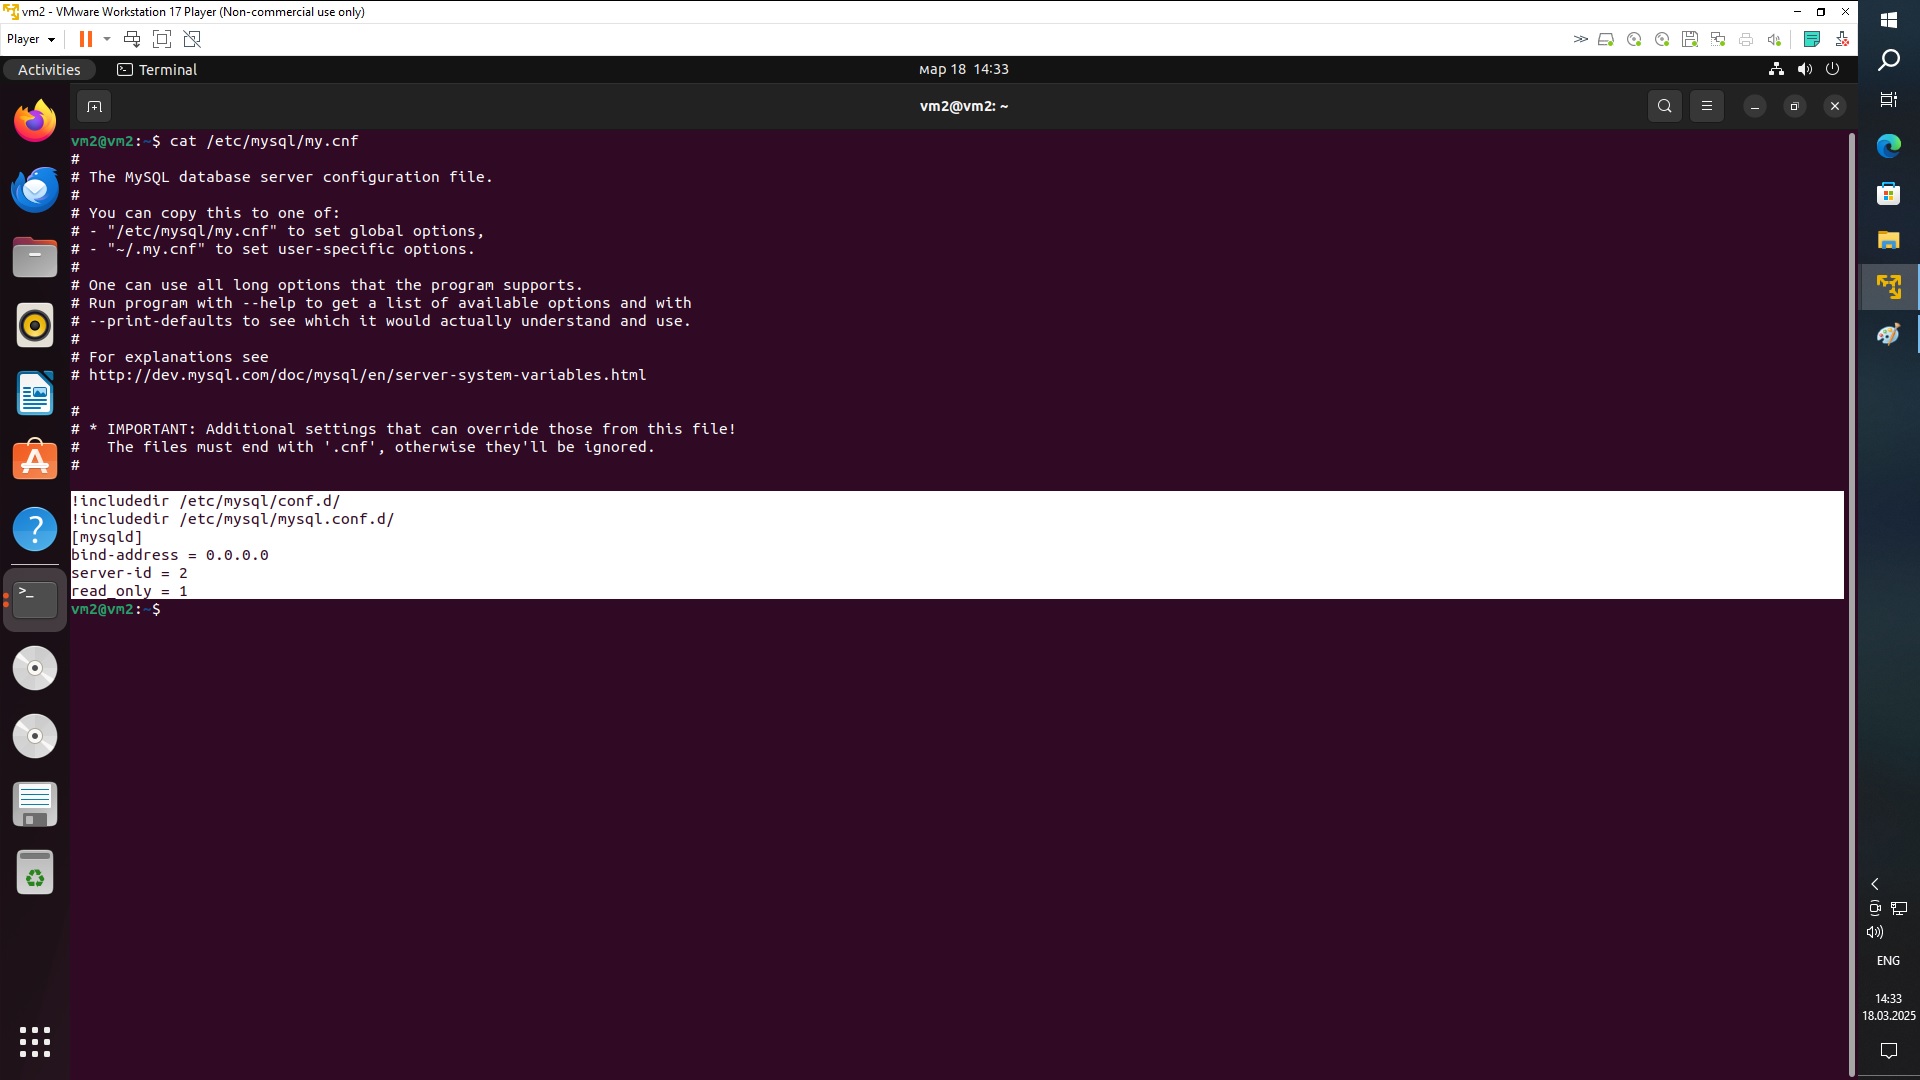 vm2 - VMware Workstation 17 Player (Non-commercial use only)
Player
Activities
Terminal
мар 18 14:33
vm2@vm2: ~
vm2@vm2:~$ cat /etc/mysql/my.cnf
#
# The MySQL database server configuration file.
#
# You can copy this to one of:
# - "/etc/mysql/my.cnf" to set global options,
# - "~/.my.cnf" to set user-specific options.
#
# One can use all long options that the program supports.
# Run program with --help to get a list of available options and with
# --print-defaults to see which it would actually understand and use.
#
# For explanations see
# http://dev.mysql.com/doc/mysql/en/server-system-variables.html
#
# * IMPORTANT: Additional settings that can override those from this file!
#   The files must end with '.cnf', otherwise they'll be ignored.
#
!includedir /etc/mysql/conf.d/
!includedir /etc/mysql/mysql.conf.d/
[mysqld]
bind-address = 0.0.0.0
server-id = 2
read_only = 1
vm2@vm2:~$
ENG
14:33
18.03.2025